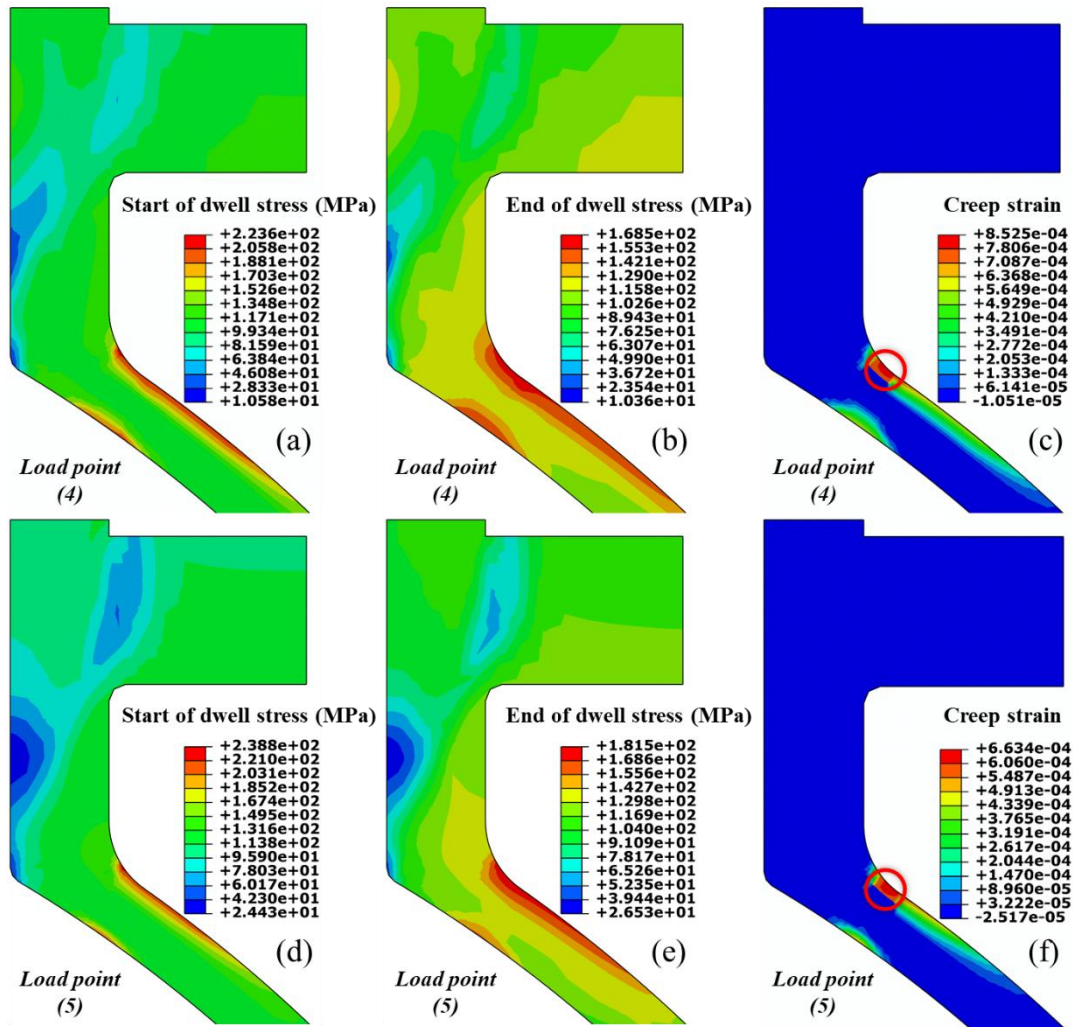 Start of dwell stress (MPa)
+2.236e+02
+2.058e+02
+1.881e+02
+1.703e+02
+1.526e+02
+1.348e+02
+1.171e+02
+9.934e+01
+8.159e+01
+6.384e+01
+4.608e+01
+2.833e+01
+1.058e+01
(a)
Load point
(4)
End of dwell stress (MPa)
+1.685e+02
+1.553e+02
+1.421e+02
+1.290e+02
+1.158e+02
+1.026e+02
+8.943e+01
+7.625e+01
+6.307e+01
+4.990e+01
+3.672e+01
+2.354e+01
+1.036e+01
(b)
Load point
(4)
Creep strain
+8.525e-04
+7.806e-04
+7.087e-04
+6.368e-04
+5.649e-04
+4.929e-04
+4.210e-04
+3.491e-04
+2.772e-04
+2.053e-04
+1.333e-04
+6.141e-05
-1.051e-05
(c)
Load point
(4)
Start of dwell stress (MPa)
+2.388e+02
+2.210e+02
+2.031e+02
+1.852e+02
+1.674e+02
+1.495e+02
+1.316e+02
+1.138e+02
+9.590e+01
+7.803e+01
+6.017e+01
+4.230e+01
+2.443e+01
(d)
Load point
(5)
End of dwell stress (MPa)
+1.815e+02
+1.686e+02
+1.556e+02
+1.427e+02
+1.298e+02
+1.169e+02
+1.040e+02
+9.109e+01
+7.817e+01
+6.526e+01
+5.235e+01
+3.944e+01
+2.653e+01
(e)
Load point
(5)
Creep strain
+6.634e-04
+6.060e-04
+5.487e-04
+4.913e-04
+4.339e-04
+3.765e-04
+3.191e-04
+2.617e-04
+2.044e-04
+1.470e-04
+8.960e-05
+3.222e-05
-2.517e-05
(f)
Load point
(5)